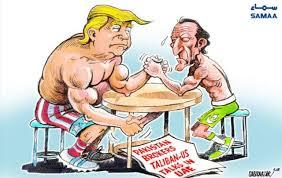 سماء
SAMAA
PAKISTAN
BROKERS
TALIBAN-US
TALKS IN
UAE